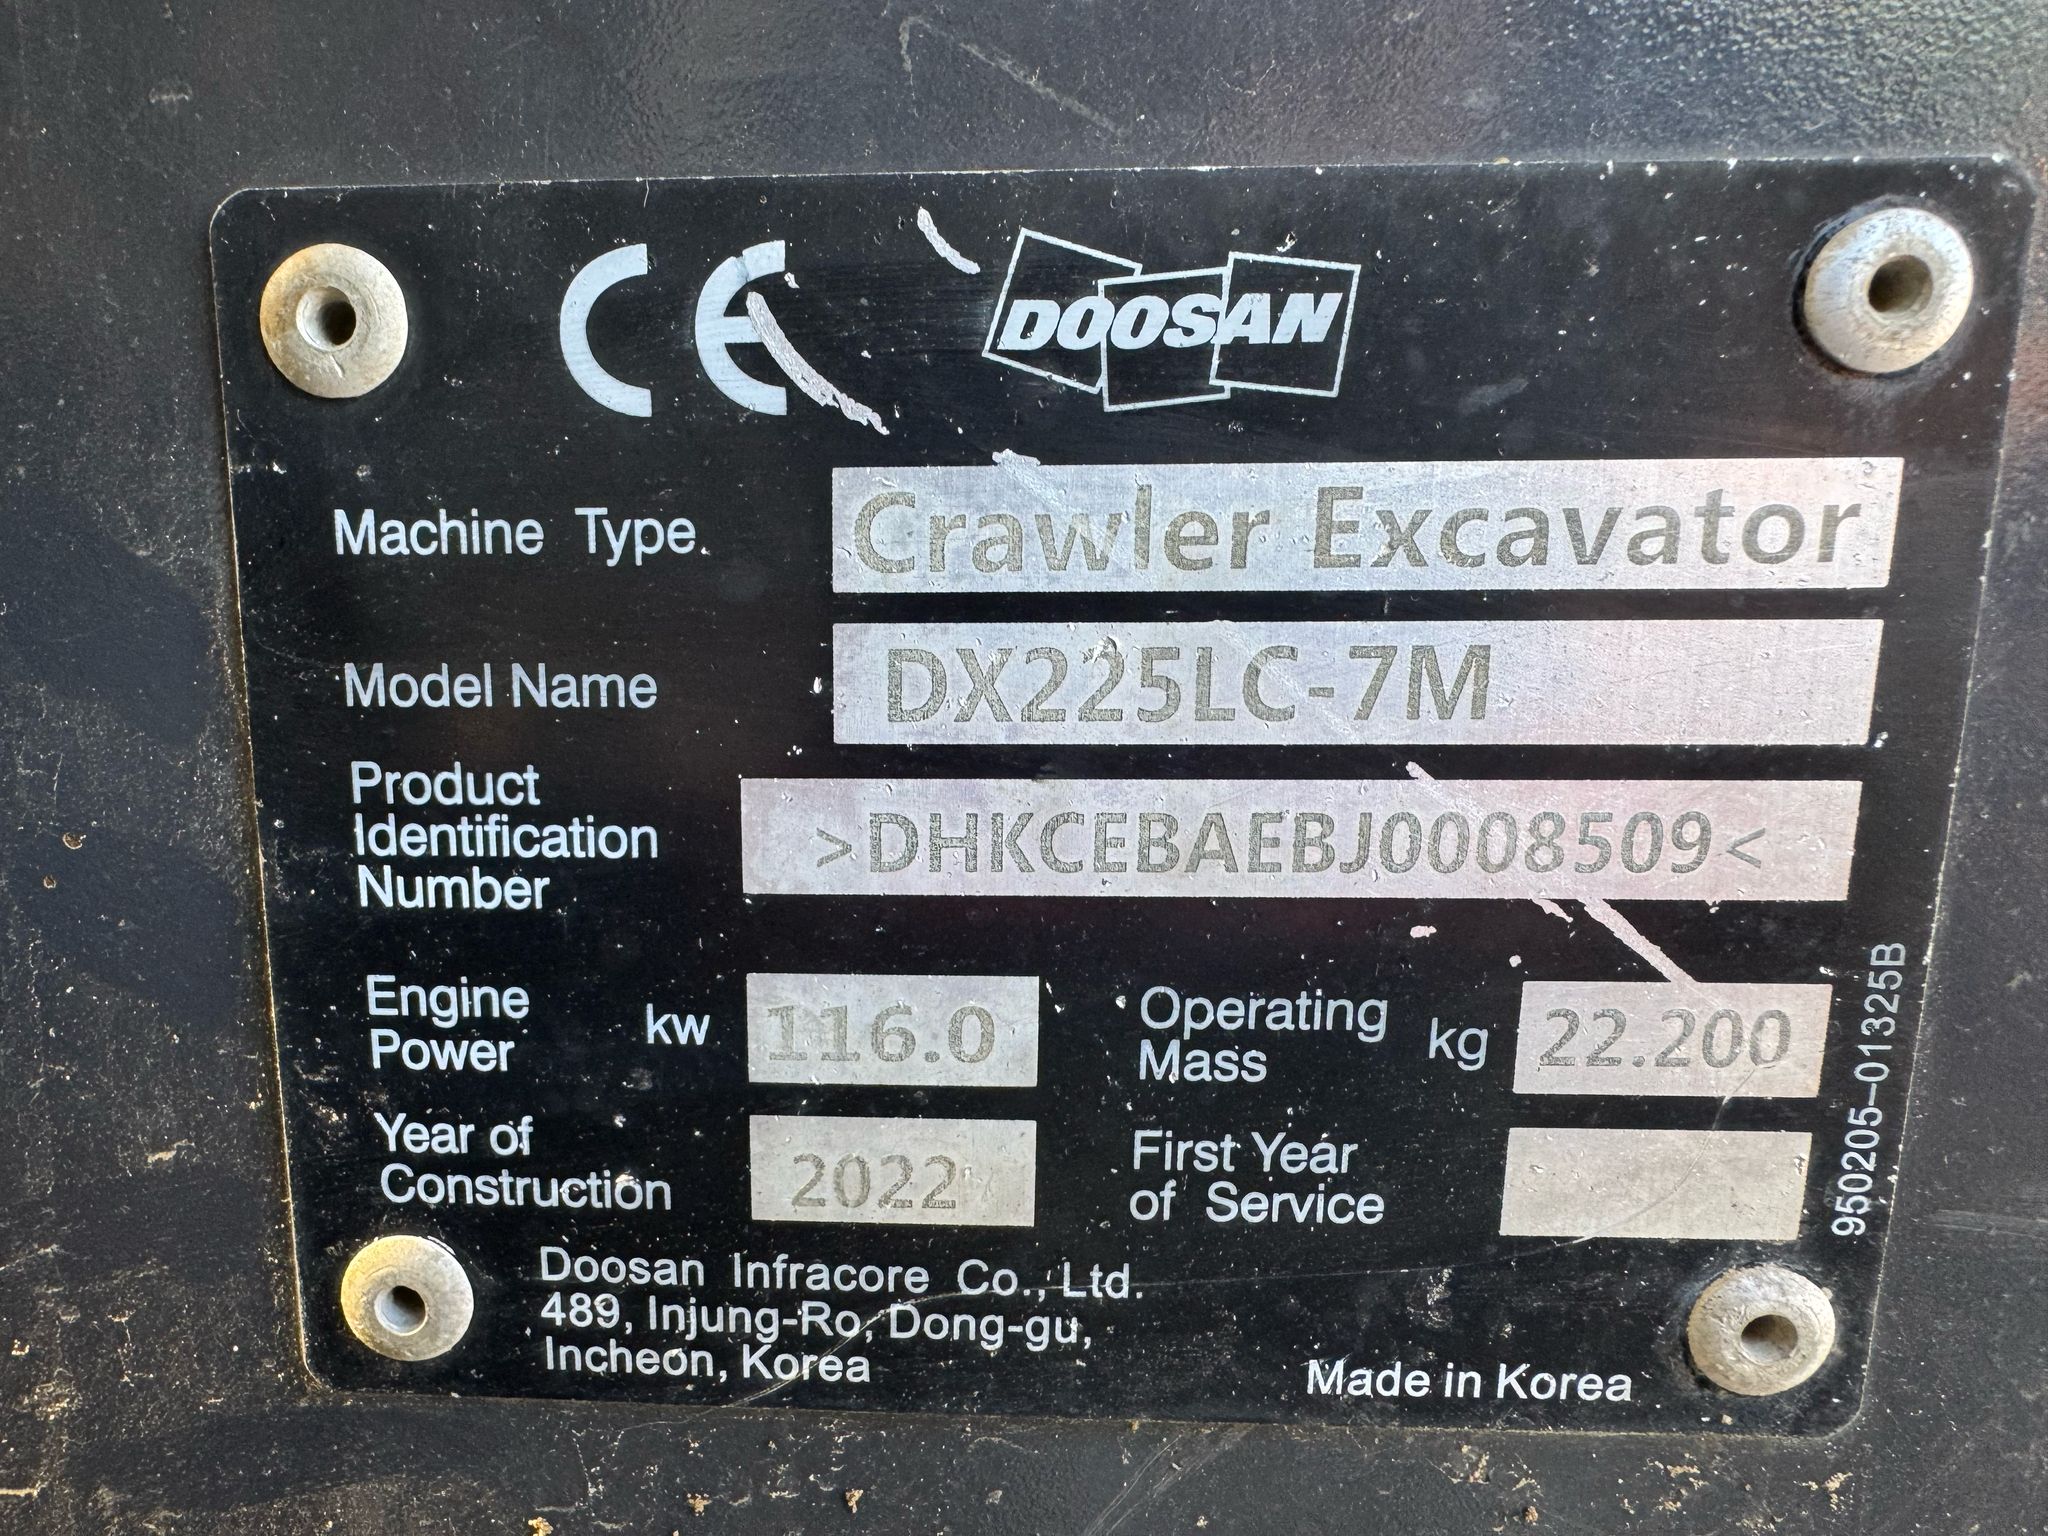 CE DOOSAN
Machine Type Crawler Excavator
Model Name DX225LC-7M
Product
Identification
Number
>DHKCEBAEBJ0008509<
Engine
Power
kw 116.0
Operating
Mass
kg 22.200
Year of
Construction
2022
First Year
of Service
Doosan Infracore Co., Ltd.
489, Injung-Ro, Dong-gu,
Incheon, Korea
Made in Korea
950205-01325B